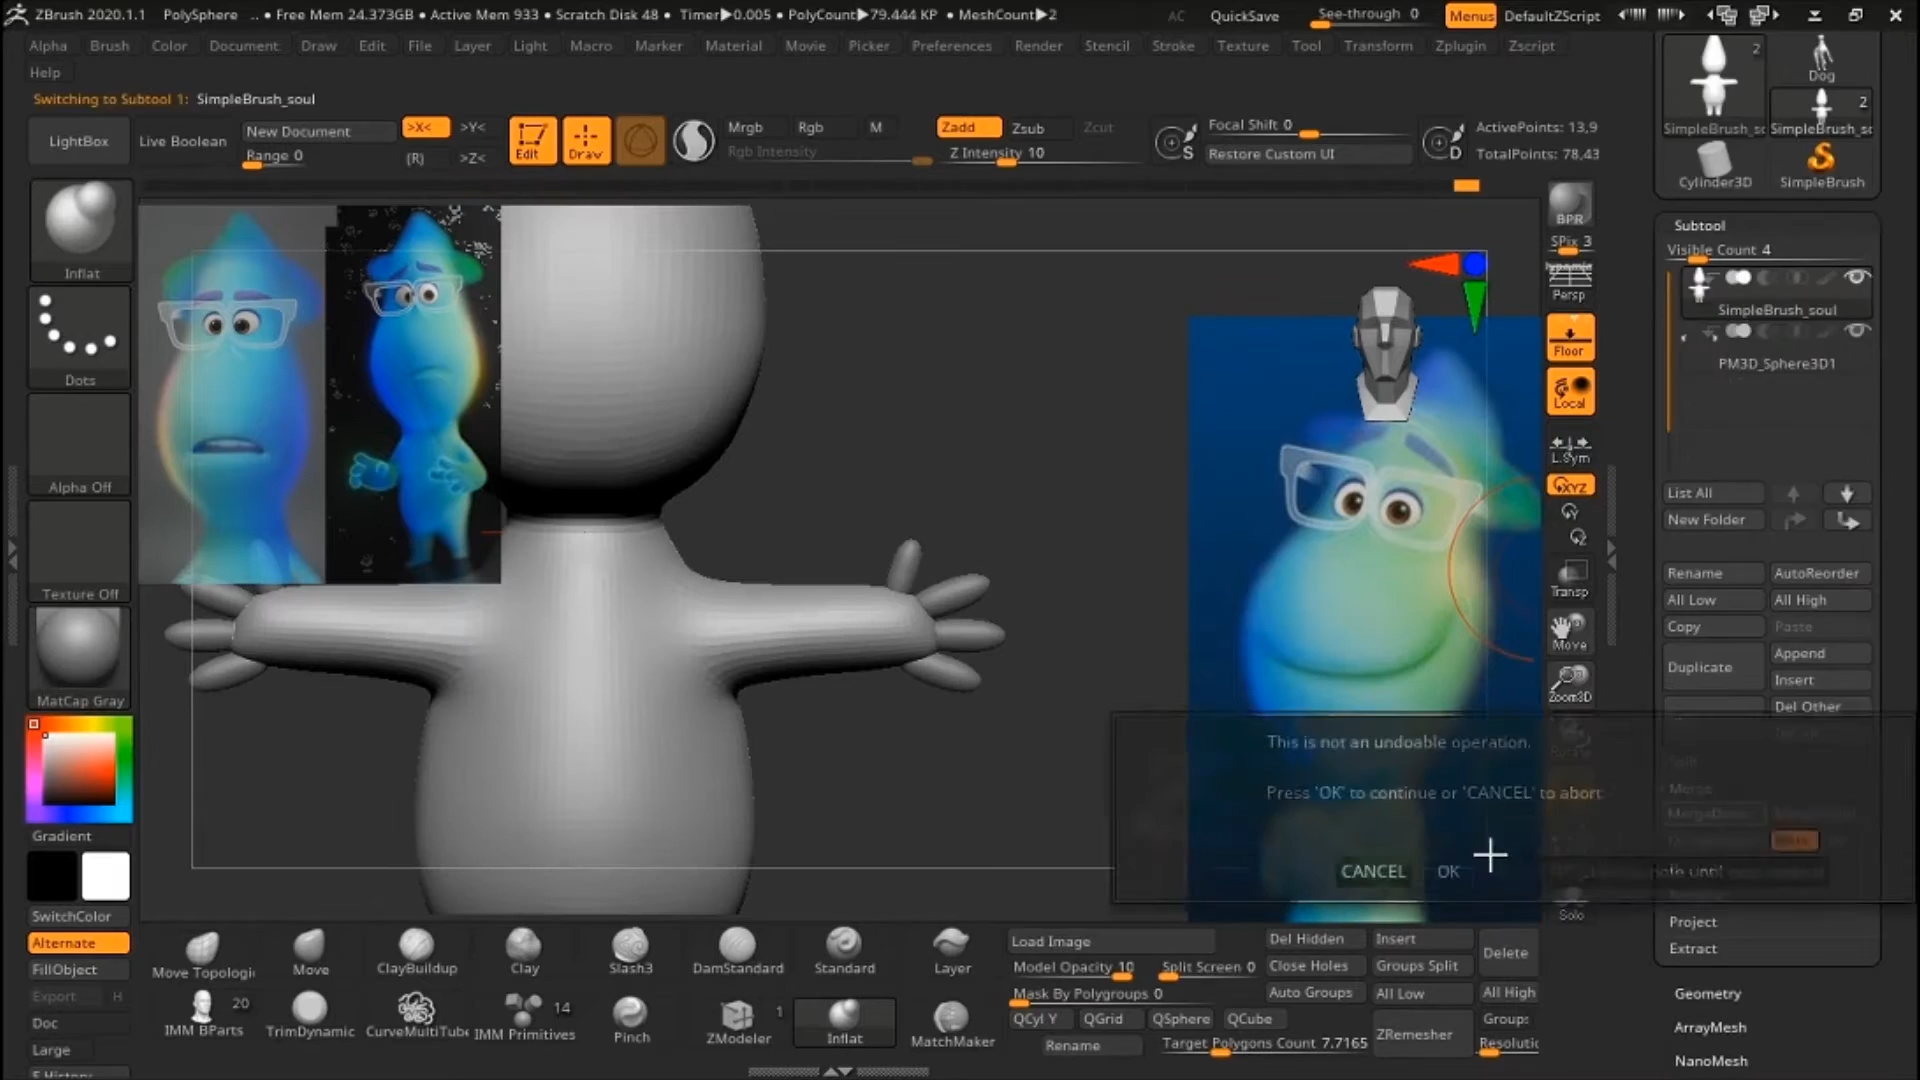 ZBrush 2020.1.1 PolySphere .. • Free Mem 24.373GB • Active Mem 933 • Scratch Disk 48 • Timer▶0.005 • PolyCount▶79.444 KP • MeshCount▶2 AC QuickSave See-through 0 Menus DefaultZScript
Alpha Brush Color Document Draw Edit File Layer Light Macro Marker Material Movie Picker Preferences Render Stencil Stroke Texture Tool Transform Zplugin Zscript
Help
Switching to Subtool 1: SimpleBrush_soul
LightBox Live Boolean New Document >X< >Y<
Range 0 (R) >Z<
Edit Draw
Mrgb Rgb M Zadd Zsub Zcut
Rgb Intensity Z Intensity 10
S Focal Shift 0
Restore Custom UI
D ActivePoints: 13,9
TotalPoints: 78,43
2 Dog
2
SimpleBrush_sc SimpleBrush_sc
Cylinder3D SimpleBrush
Inflat
Dots
Alpha Off
Texture Off
MatCap Gray
Gradient
SwitchColor
Alternate
FillObject
Export H
Doc
Large
BPR
SPix 3
Dynamic
Persp
Floor
Local
L.Sym
XYZ
Y
Z
Transp
Move
Zoom3D
Solo
Subtool
Visible Count 4
SimpleBrush_soul
PM3D_Sphere3D1
List All
New Folder
Rename AutoReorder
All Low All High
Copy Paste
Duplicate Append
Insert
Del Other
Split
Merge
MergeDown
Project
Extract
Geometry
ArrayMesh
NanoMesh
This is not an undoable operation.
Press 'OK' to continue or 'CANCEL' to abort
CANCEL OK
Move Topologi Move ClayBuildup Clay Slash3 DamStandard Standard Layer
IMM BParts 20 TrimDynamic CurveMultiTube IMM Primitives 14 Pinch ZModeler 1 Inflat MatchMaker
Load Image Del Hidden Insert Delete
Model Opacity 10 Split Screen 0 Close Holes Groups Split
Mask By Polygroups 0 Auto Groups All Low All High
QCyl Y QGrid QSphere QCube ZRemesher Groups
Rename Target Polygons Count 7.7165 Resolutic